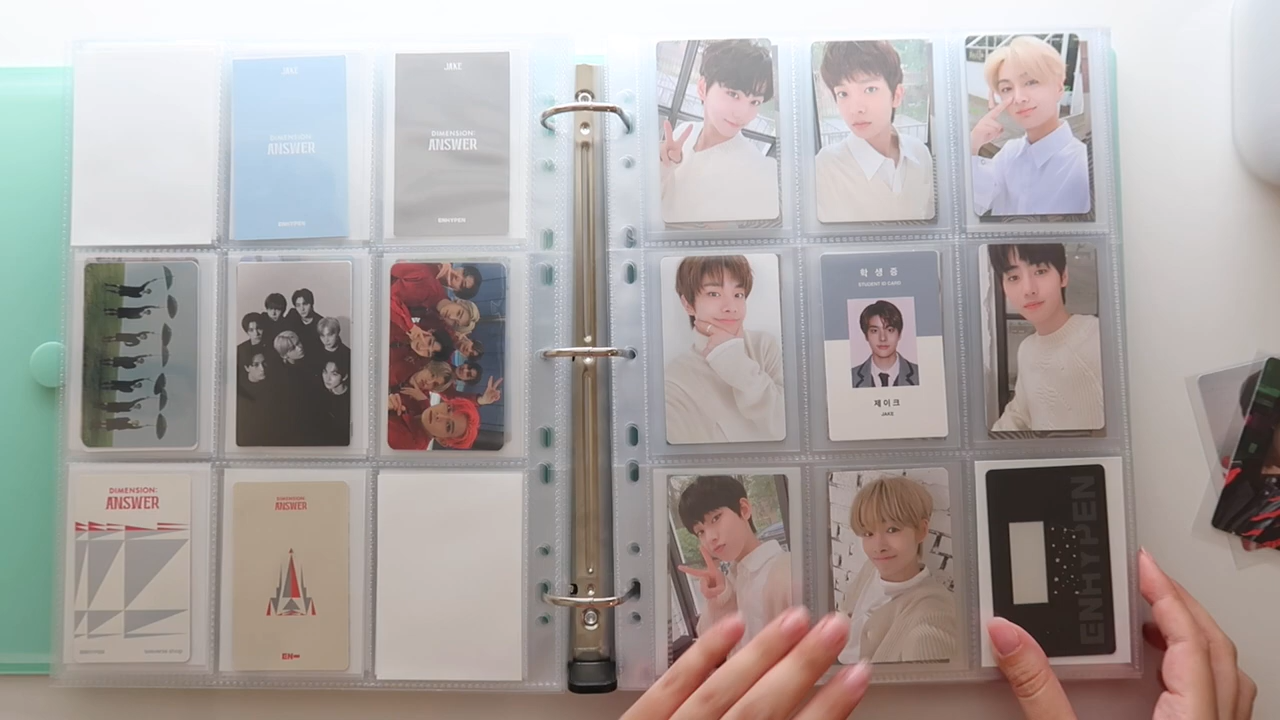 JAKE
DIMENSION:
ANSWER
ENHYPEN
JAKE
DIMENSION:
ANSWER
ENHYPEN
DIMENSION:
ANSWER
DIMENSION:
ANSWER
EN-
학생증
STUDENT ID CARD
제이크
JAKE
ENHYPEN